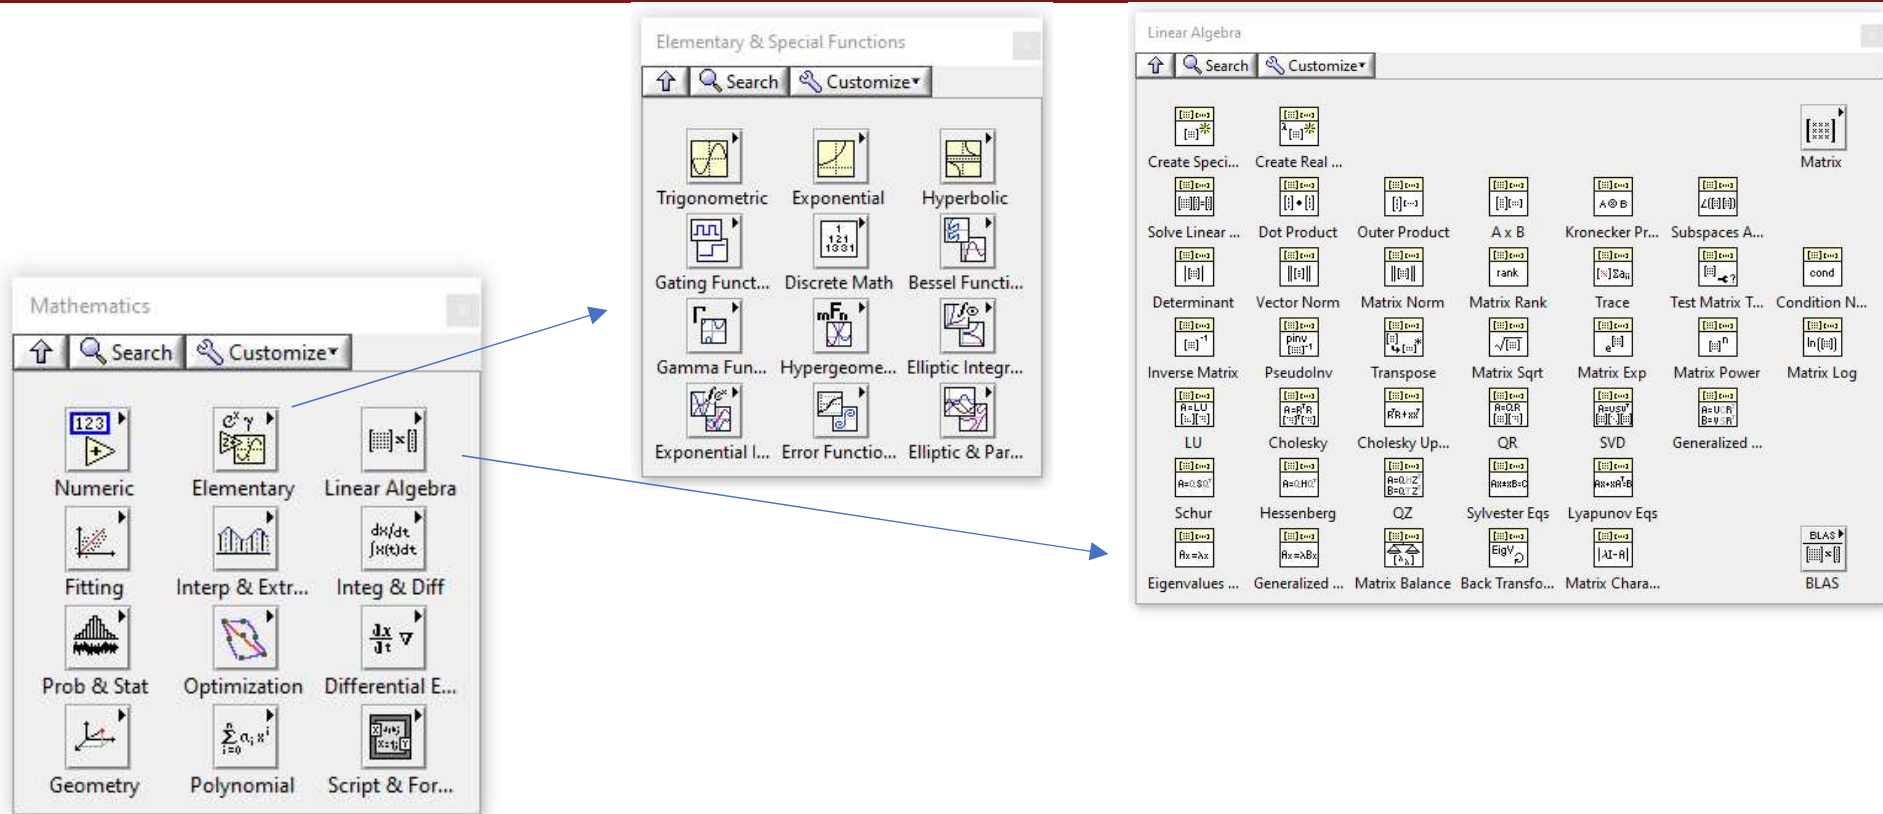 Mathematics
Search Customize
Numeric Elementary Linear Algebra
Fitting Interp & Extr... Integ & Diff
Prob & Stat Optimization Differential E...
Geometry Polynomial Script & For...
Elementary & Special Functions
Search Customize
Trigonometric Exponential Hyperbolic
Gating Funct... Discrete Math Bessel Functi...
Gamma Fun... Hypergeome... Elliptic Integr...
Exponential I... Error Functio... Elliptic & Par...
Linear Algebra
Search Customize
Create Speci... Create Real ... Matrix
Solve Linear ... Dot Product Outer Product A x B Kronecker Pr... Subspaces A...
Determinant Vector Norm Matrix Norm Matrix Rank Trace Test Matrix T... Condition N...
Inverse Matrix PseudoInv Transpose Matrix Sqrt Matrix Exp Matrix Power Matrix Log
LU Cholesky Cholesky Up... QR SVD Generalized ...
Schur Hessenberg QZ Sylvester Eqs Lyapunov Eqs
Eigenvalues ... Generalized ... Matrix Balance Back Transfo... Matrix Chara... BLAS